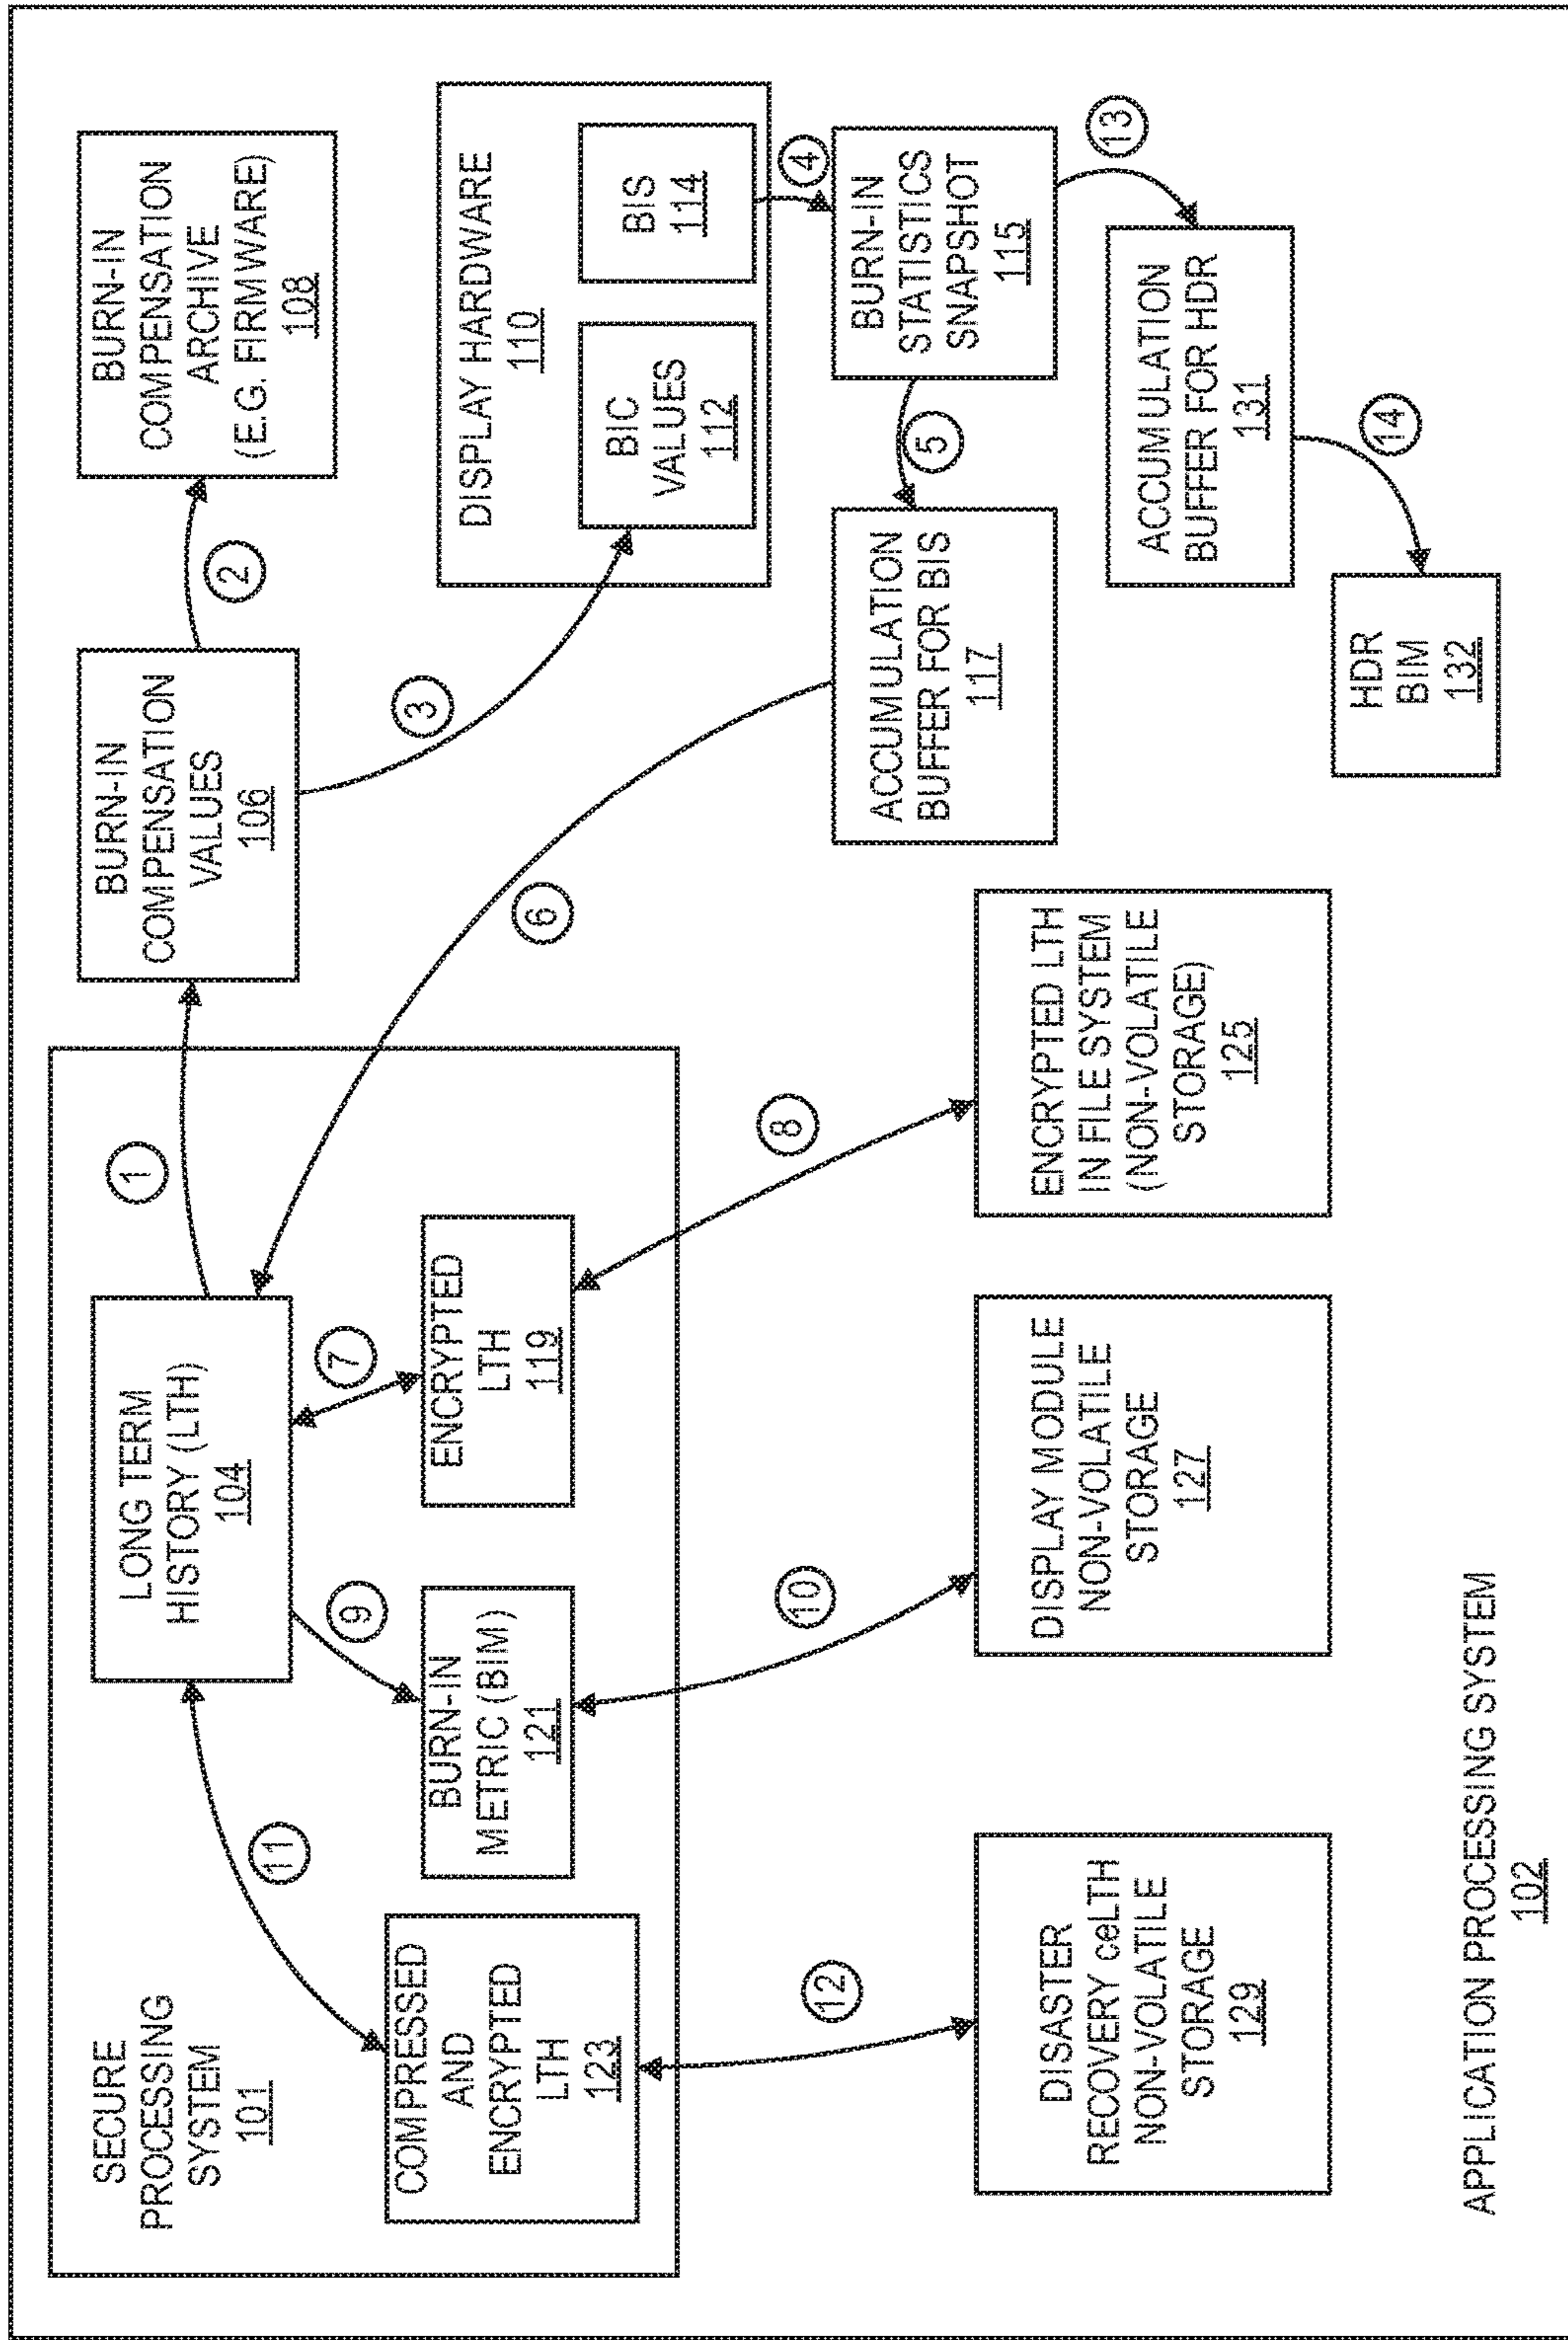 SECURE
PROCESSING
SYSTEM
101
LONG TERM
HISTORY (LTH)
104
1
BURN-IN
COMPENSATION
VALUES
106
2
BURN-IN
COMPENSATION
ARCHIVE
(E.G. FIRMWARE)
108
11
9
7
6
3
DISPLAY HARDWARE
110
BIC
VALUES
112
BIS
114
4
COMPRESSED
AND
ENCRYPTED
LTH
123
BURN-IN
METRIC (BIM)
121
ENCRYPTED
LTH
119
12
10
8
ACCUMULATION
BUFFER FOR BIS
117
5
BURN-IN
STATISTICS
SNAPSHOT
115
13
DISASTER
RECOVERY ceLTH
NON-VOLATILE
STORAGE
129
DISPLAY MODULE
NON-VOLATILE
STORAGE
127
ENCRYPTED LTH
IN FILE SYSTEM
(NON-VOLATILE
STORAGE)
125
ACCUMULATION
BUFFER FOR HDR
131
14
HDR
BIM
132
APPLICATION PROCESSING SYSTEM
102